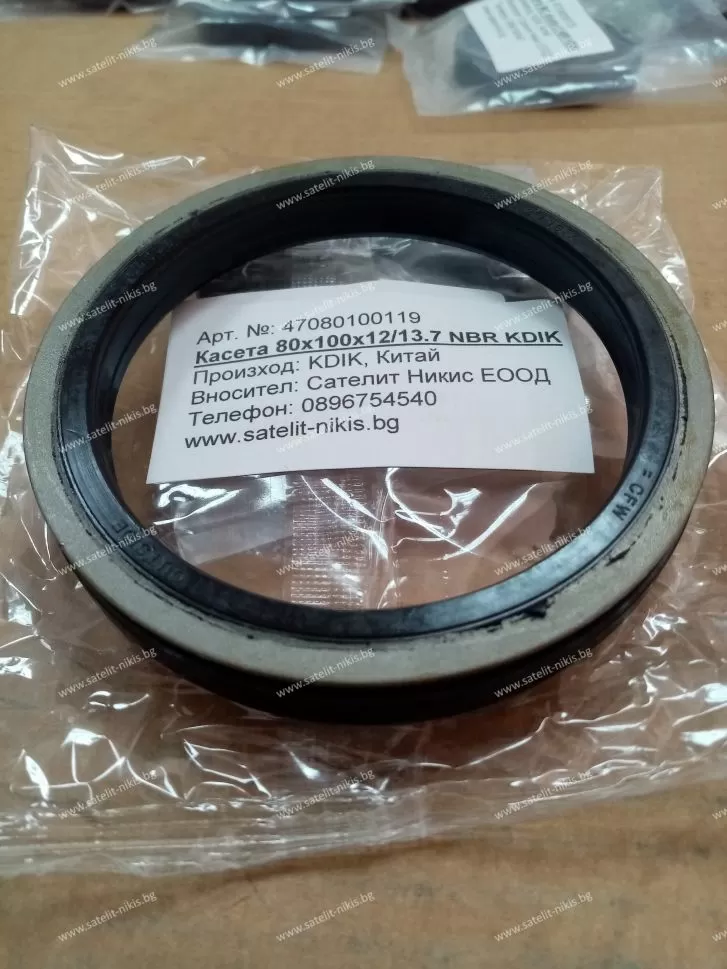 Арт. №: 47080100119
Касета 80x100x12/13.7 NBR KDIK
Произход: KDIK, Китай
Вносител: Сателит Никис ЕООД
Телефон: 0896754540
www.satelit-nikis.bg
CFW
OUTSIDE
www.satelit-nikis.bg